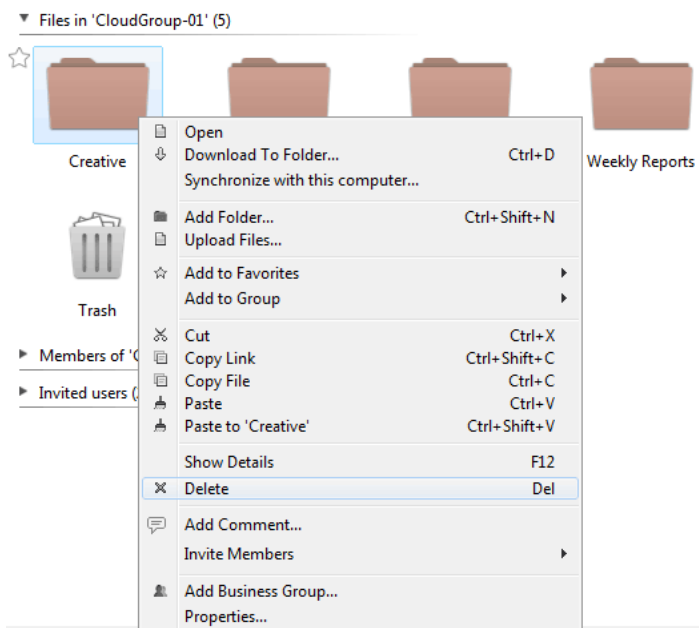 Files in 'CloudGroup-01' (5)
Creative
Weekly Reports
Trash
Members of
Invited users
Open
Download To Folder... Ctrl+D
Synchronize with this computer...
Add Folder... Ctrl+Shift+N
Upload Files...
Add to Favorites
Add to Group
Cut Ctrl+X
Copy Link Ctrl+Shift+C
Copy File Ctrl+C
Paste Ctrl+V
Paste to 'Creative' Ctrl+Shift+V
Show Details F12
Delete Del
Add Comment...
Invite Members
Add Business Group...
Properties...